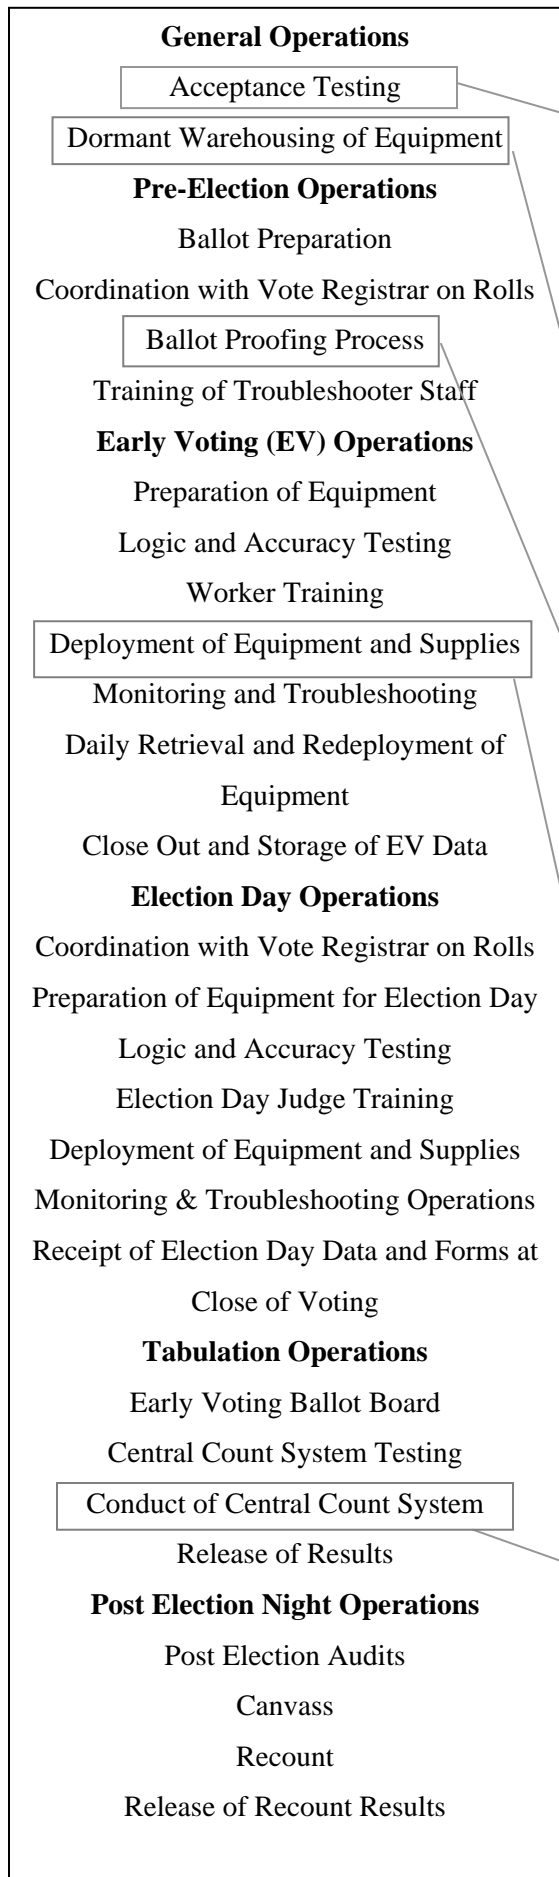 General Operations
Acceptance Testing
Dormant Warehousing of Equipment
Pre-Election Operations
Ballot Preparation
Coordination with Vote Registrar on Rolls
Ballot Proofing Process
Training of Troubleshooter Staff
Early Voting (EV) Operations
Preparation of Equipment
Logic and Accuracy Testing
Worker Training
Deployment of Equipment and Supplies
Monitoring and Troubleshooting
Daily Retrieval and Redeployment of
Equipment
Close Out and Storage of EV Data
Election Day Operations
Coordination with Vote Registrar on Rolls
Preparation of Equipment for Election Day
Logic and Accuracy Testing
Election Day Judge Training
Deployment of Equipment and Supplies
Monitoring & Troubleshooting Operations
Receipt of Election Day Data and Forms at
Close of Voting
Tabulation Operations
Early Voting Ballot Board
Central Count System Testing
Conduct of Central Count System
Release of Results
Post Election Night Operations
Post Election Audits
Canvass
Recount
Release of Recount Results